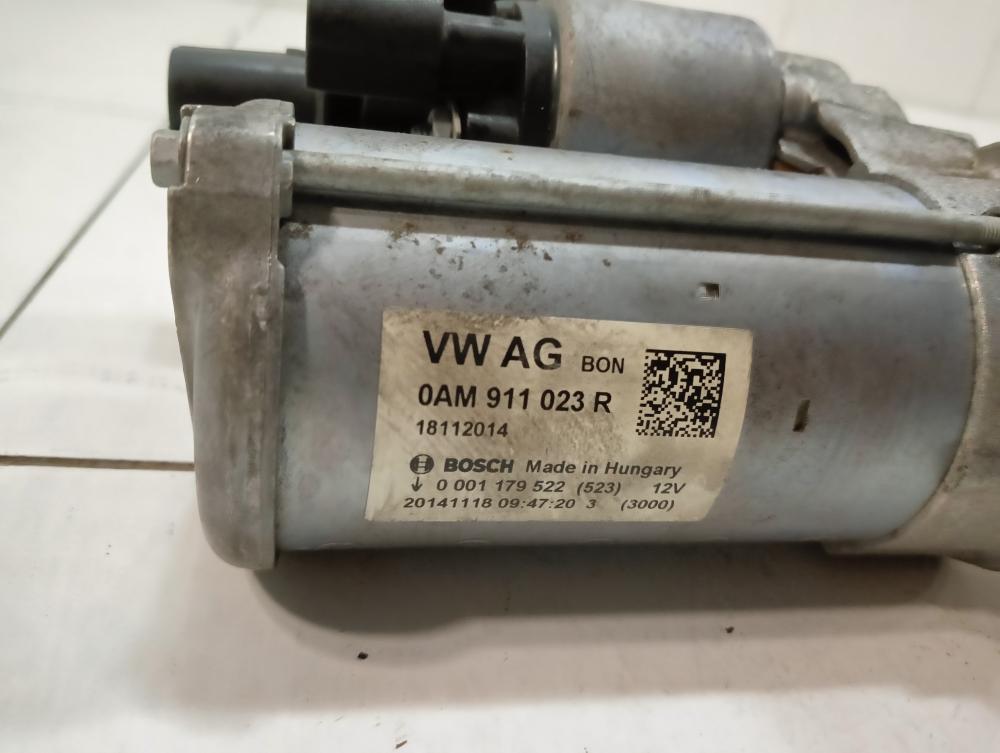 VW AG BON
0AM 911 023 R
18112014
BOSCH Made in Hungary
↓ 0 001 179 522 (523) 12V
20141118 09:47:20 3 (3000)